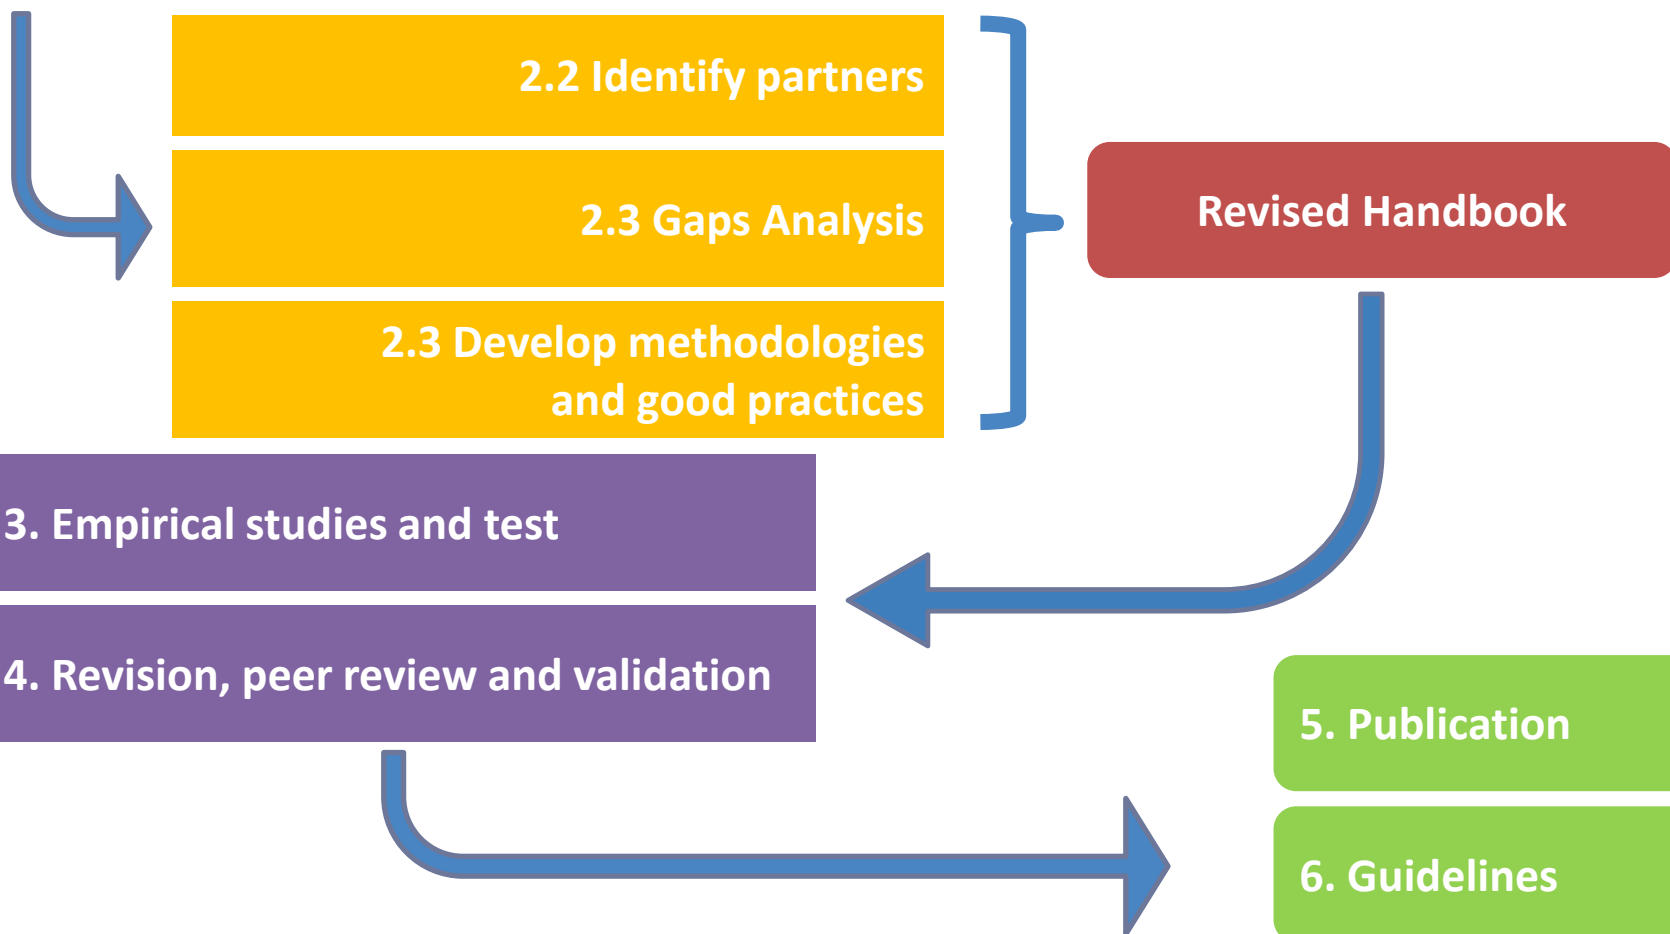 2.2 Identify partners
2.3 Gaps Analysis
2.3 Develop methodologies
and good practices
Revised Handbook
3. Empirical studies and test
4. Revision, peer review and validation
5. Publication
6. Guidelines